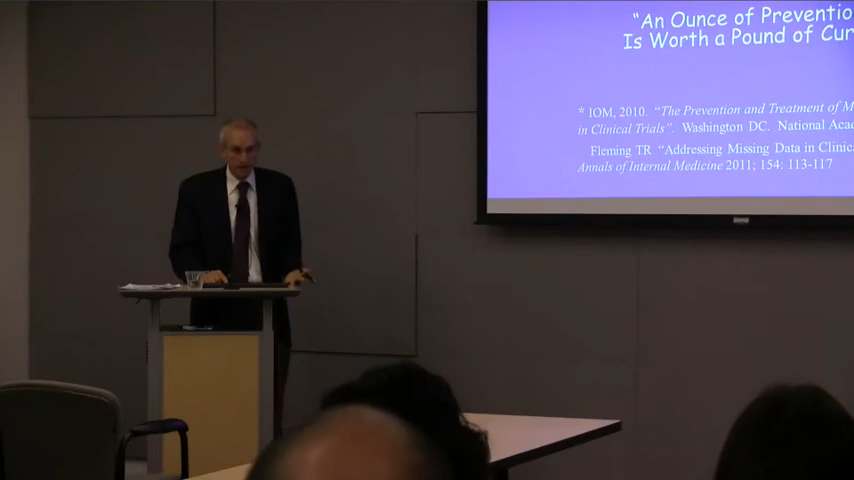 "An Ounce of Preventio
Is Worth a Pound of Cur
* IOM, 2010. "The Prevention and Treatment of M
in Clinical Trials". Washington DC. National Acad
Fleming TR "Addressing Missing Data in Clinica
Annals of Internal Medicine 2011; 154: 113-117